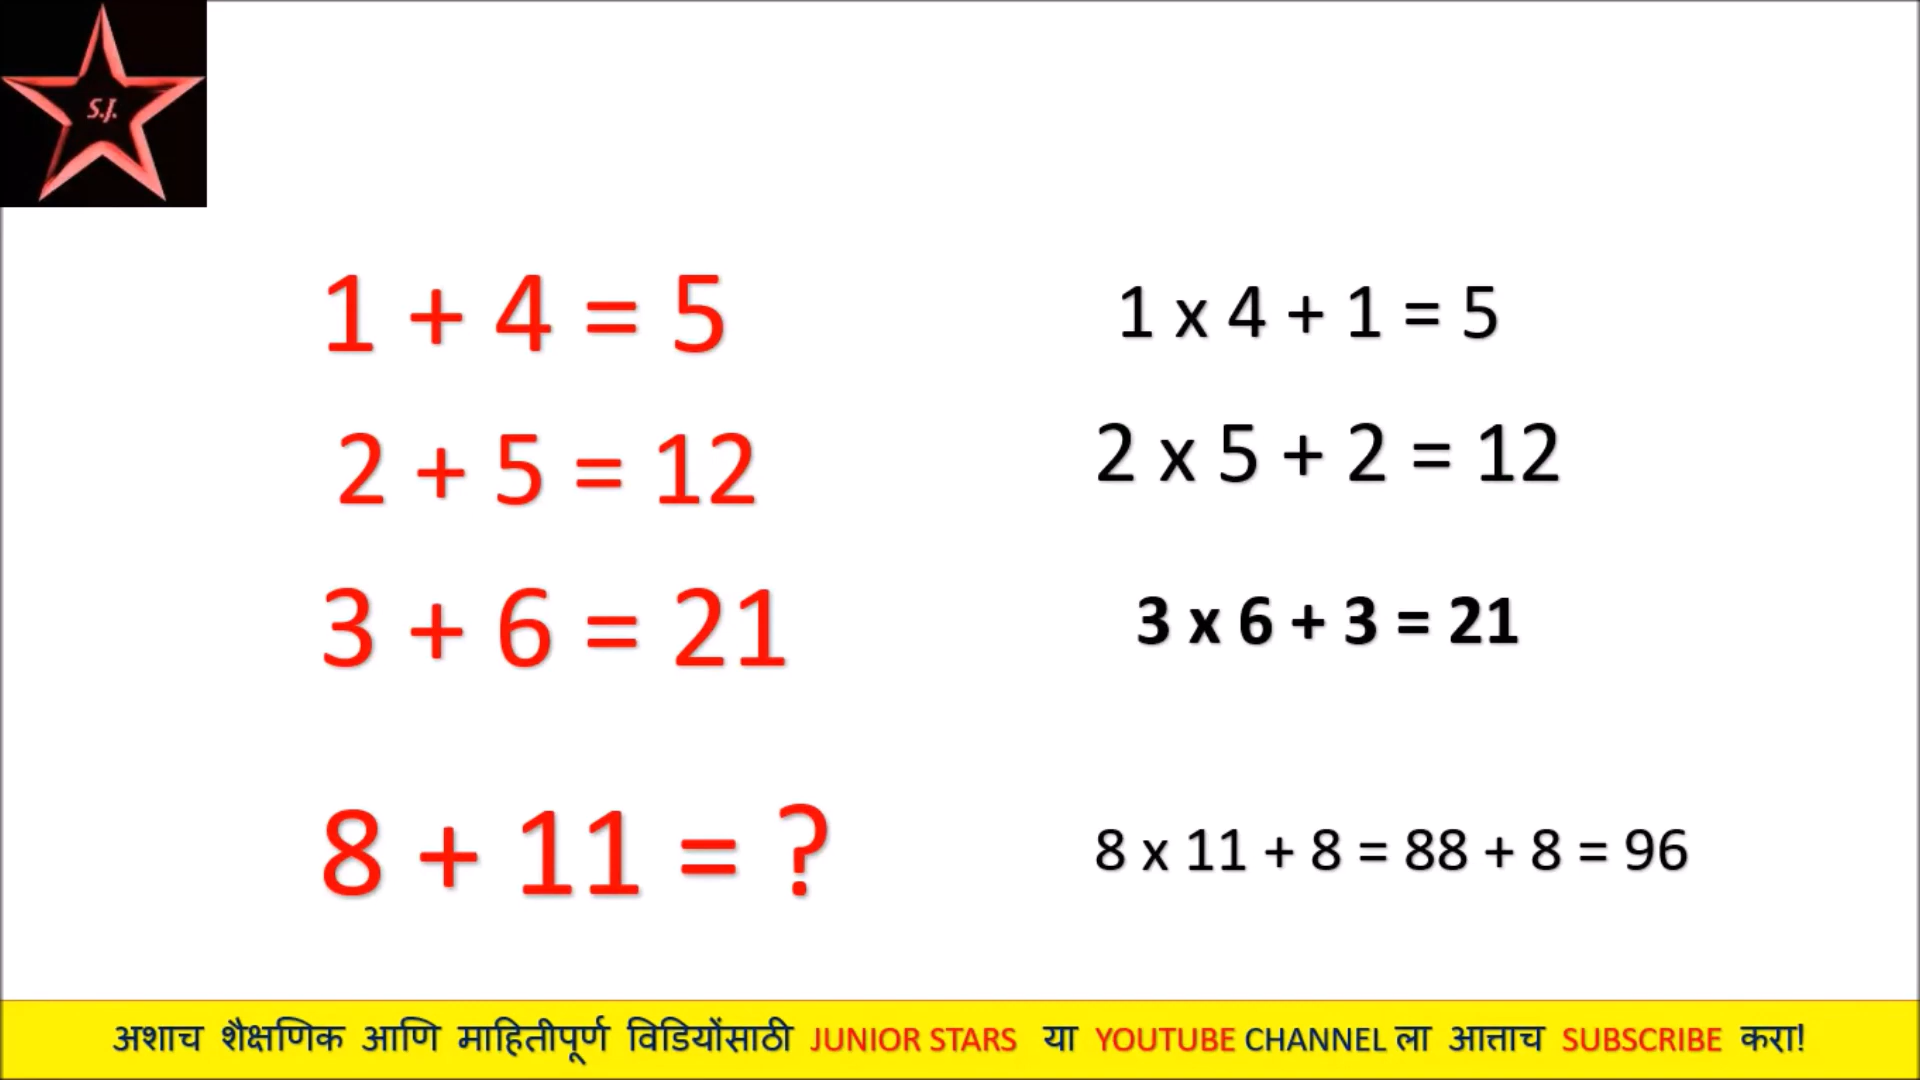 S.J.
1 + 4 = 5
1 x 4 + 1 = 5
2 + 5 = 12
2 x 5 + 2 = 12
3 + 6 = 21
3 x 6 + 3 = 21
8 + 11 = ?
8 x 11 + 8 = 88 + 8 = 96
अशाच शैक्षणिक आणि माहितीपूर्ण विडियोंसाठी JUNIOR STARS या YOUTUBE CHANNEL ला आत्ताच SUBSCRIBE करा!